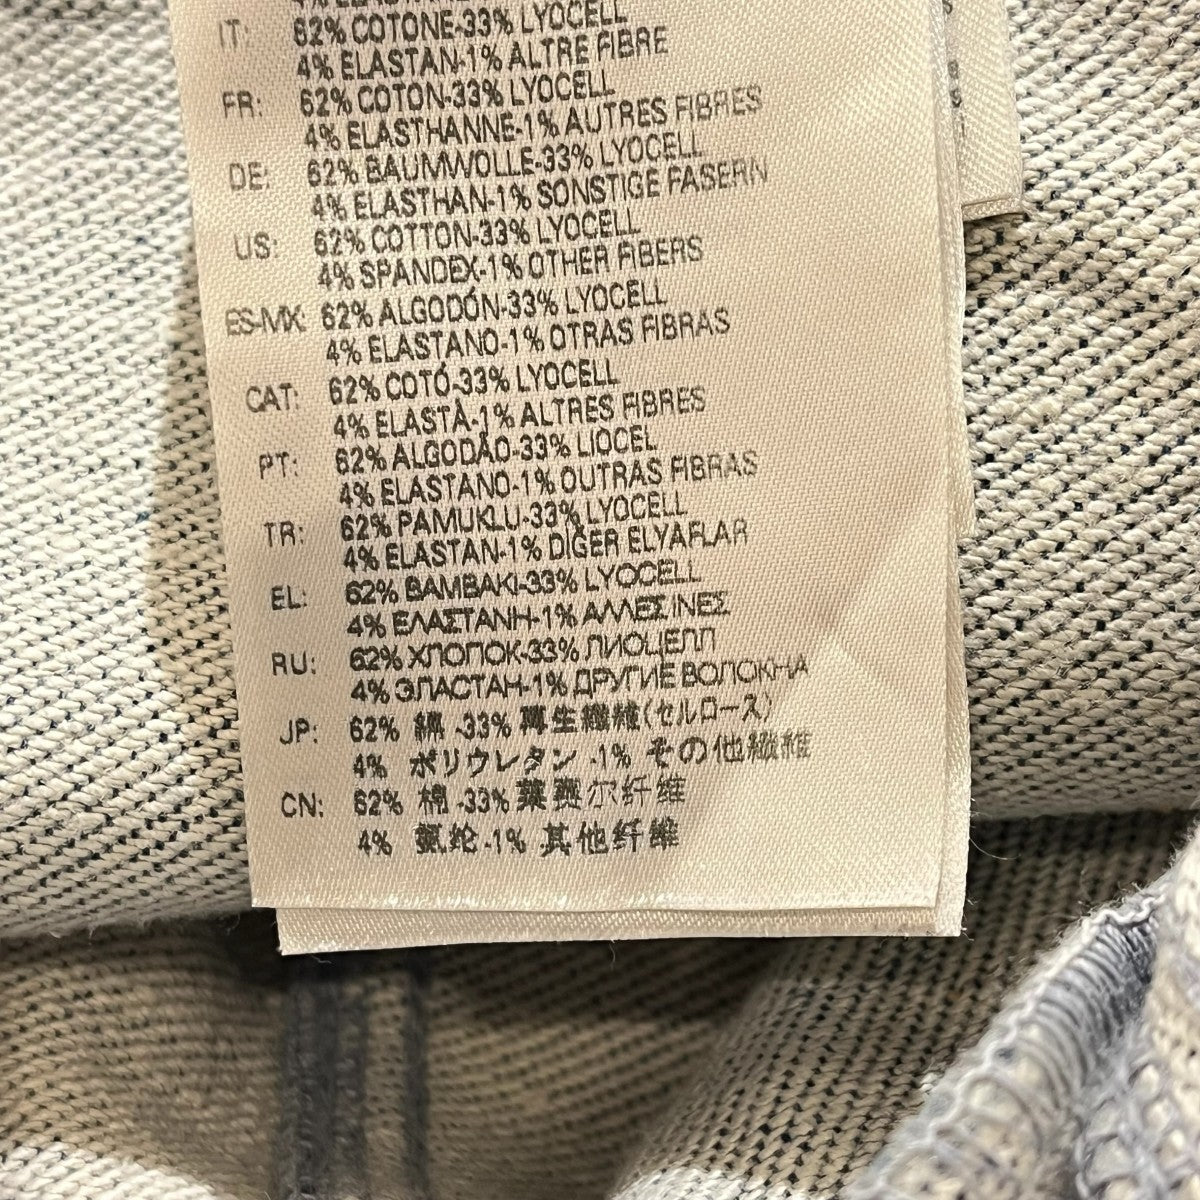 4% ELASTAN
IT: 62% COTONE-33% LYOCELL
4% ELASTAN-1% ALTRE FIBRE
FR: 62% COTON-33% LYOCELL
4% ELASTHANNE-1% AUTRES FIBRES
DE: 62% BAUMWOLLE-33% LYOCELL
4% ELASTHAN-1% SONSTIGE FASERN
US: 62% COTTON-33% LYOCELL
4% SPANDEX-1% OTHER FIBERS
ES-MX: 62% ALGODÓN-33% LYOCELL
4% ELASTANO-1% OTRAS FIBRAS
CAT: 62% COTÓ-33% LYOCELL
4% ELASTÀ-1% ALTRES FIBRES
PT: 62% ALGODÃO-33% LIOCEL
4% ELASTANO-1% OUTRAS FIBRAS
TR: 62% PAMUKLU-33% LYOCELL
4% ELASTAN-1% DİĞER ELYAFLAR
EL: 62% BAMBAKI-33% LYOCELL
4% ΕΛΑΣΤΑΝΗ-1% ΑΛΛΕΣ ΙΝΕΣ
RU: 62% ХЛОПОК-33% ЛИОЦЕЛЛ
4% ЭЛАСТАН-1% ДРУГИЕ ВОЛОКНА
JP: 62% 綿 -33% 再生繊維(セルロース)
4% ポリウレタン -1% その他繊維
CN: 62% 棉 -33% 莱赛尔纤维
4% 氨纶 -1% 其他纤维